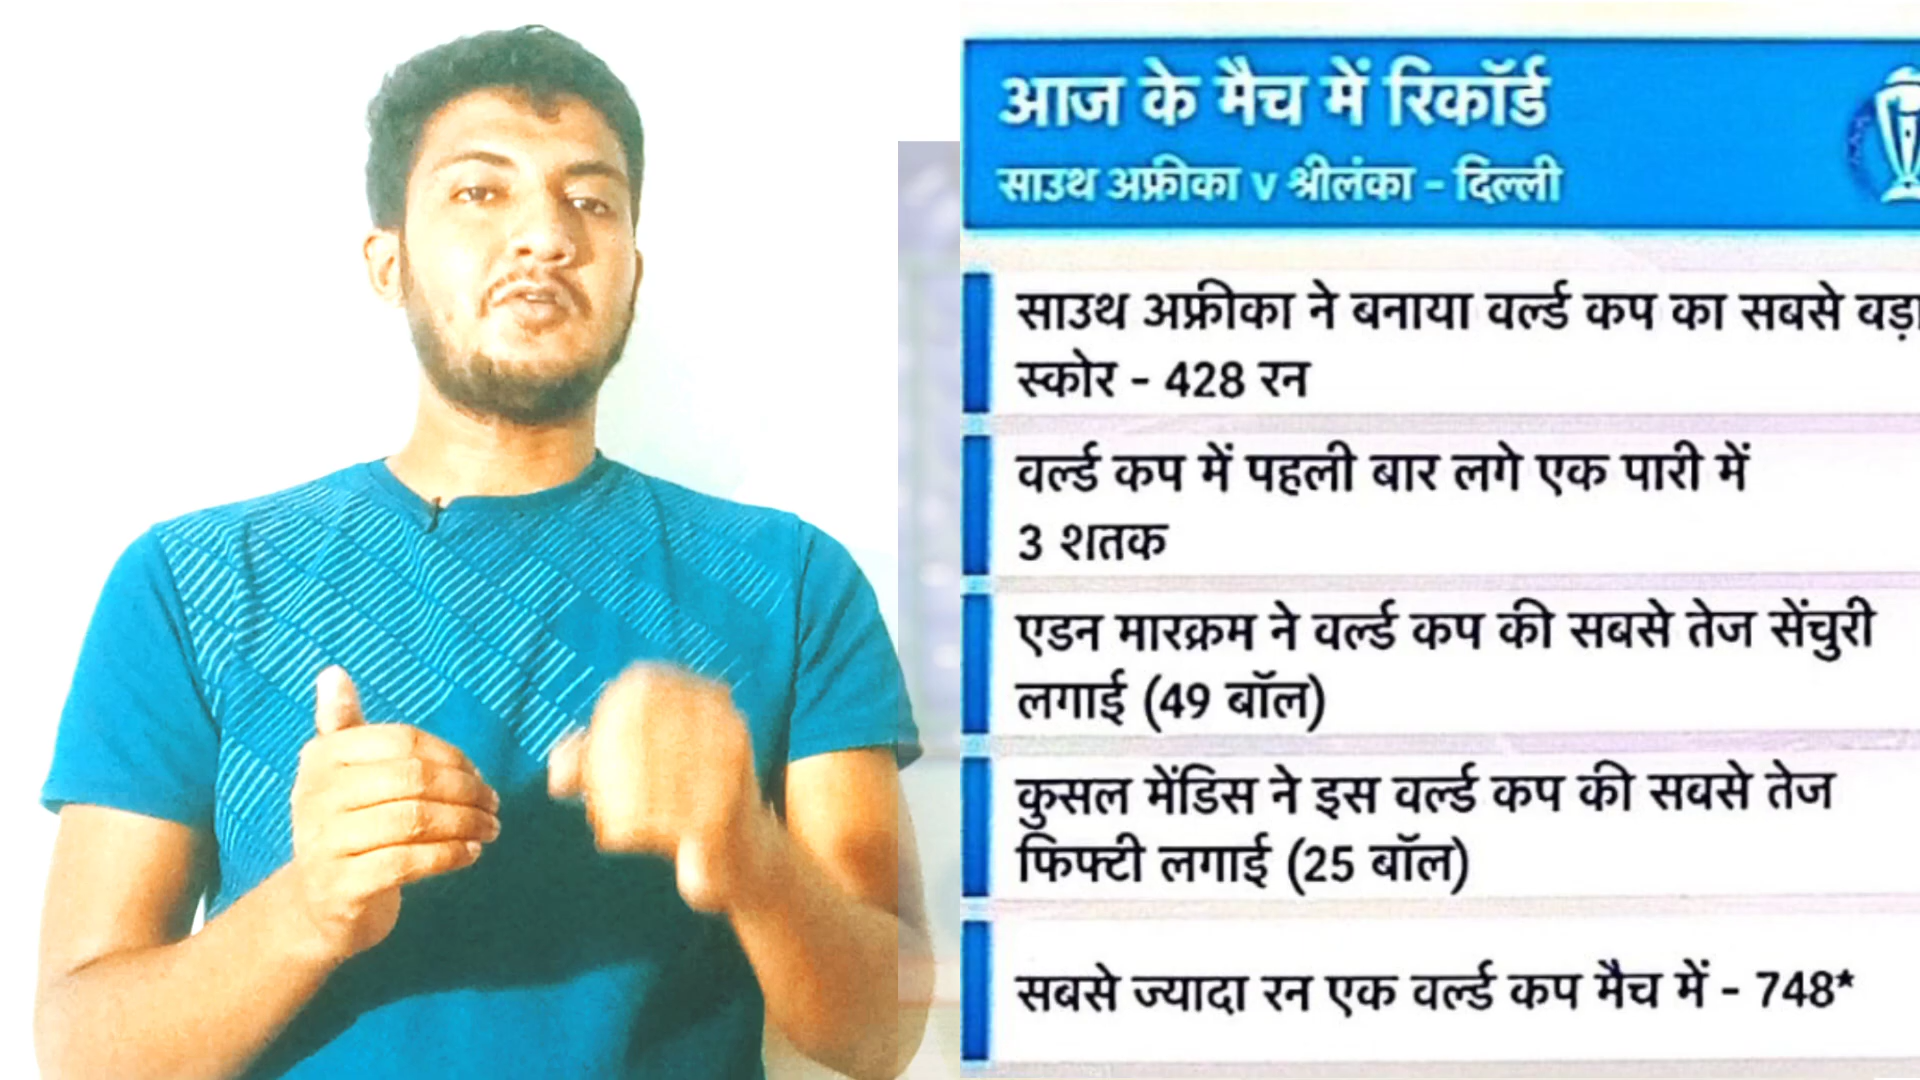 आज के मैच में रिकॉर्ड
साउथ अफ्रीका v श्रीलंका - दिल्ली
साउथ अफ्रीका ने बनाया वर्ल्ड कप का सबसे बड़ा
स्कोर - 428 रन
वर्ल्ड कप में पहली बार लगे एक पारी में
3 शतक
एडन मारक्रम ने वर्ल्ड कप की सबसे तेज सेंचुरी
लगाई (49 बॉल)
कुसल मेंडिस ने इस वर्ल्ड कप की सबसे तेज
फिफ्टी लगाई (25 बॉल)
सबसे ज्यादा रन एक वर्ल्ड कप मैच में - 748*